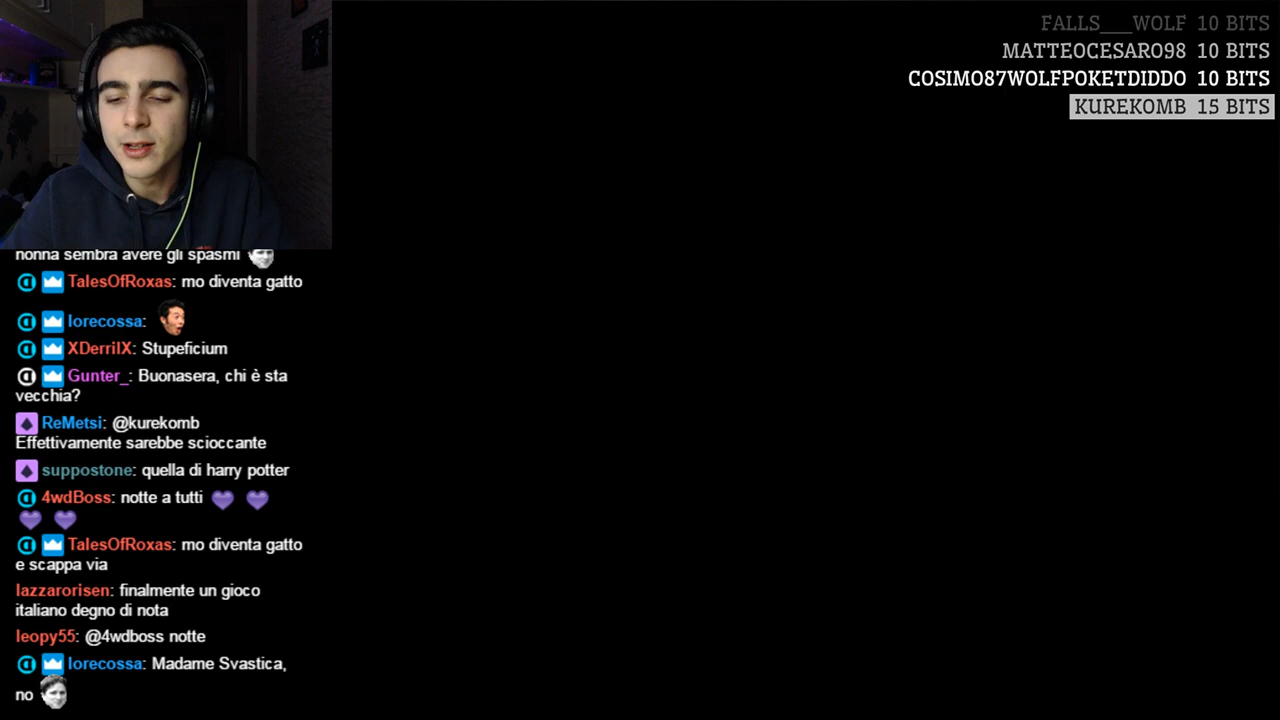 FALLS___WOLF 10 BITS
MATTEOCESARO98 10 BITS
COSIMO87WOLFPOKETDIDDO 10 BITS
KUREKOMB 15 BITS
nonna sembra avere gli spasmi
TalesOfRoxas: mo diventa gatto
lorecossa:
XDerrilX: Stupeficium
Gunter_: Buonasera, chi è sta
vecchia?
ReMetsi: @kurekomb
Effettivamente sarebbe scioccante
suppostone: quella di harry potter
4wdBoss: notte a tutti
TalesOfRoxas: mo diventa gatto
e scappa via
lazzarorisen: finalmente un gioco
italiano degno di nota
leopy55: @4wdboss notte
lorecossa: Madame Svastica,
no